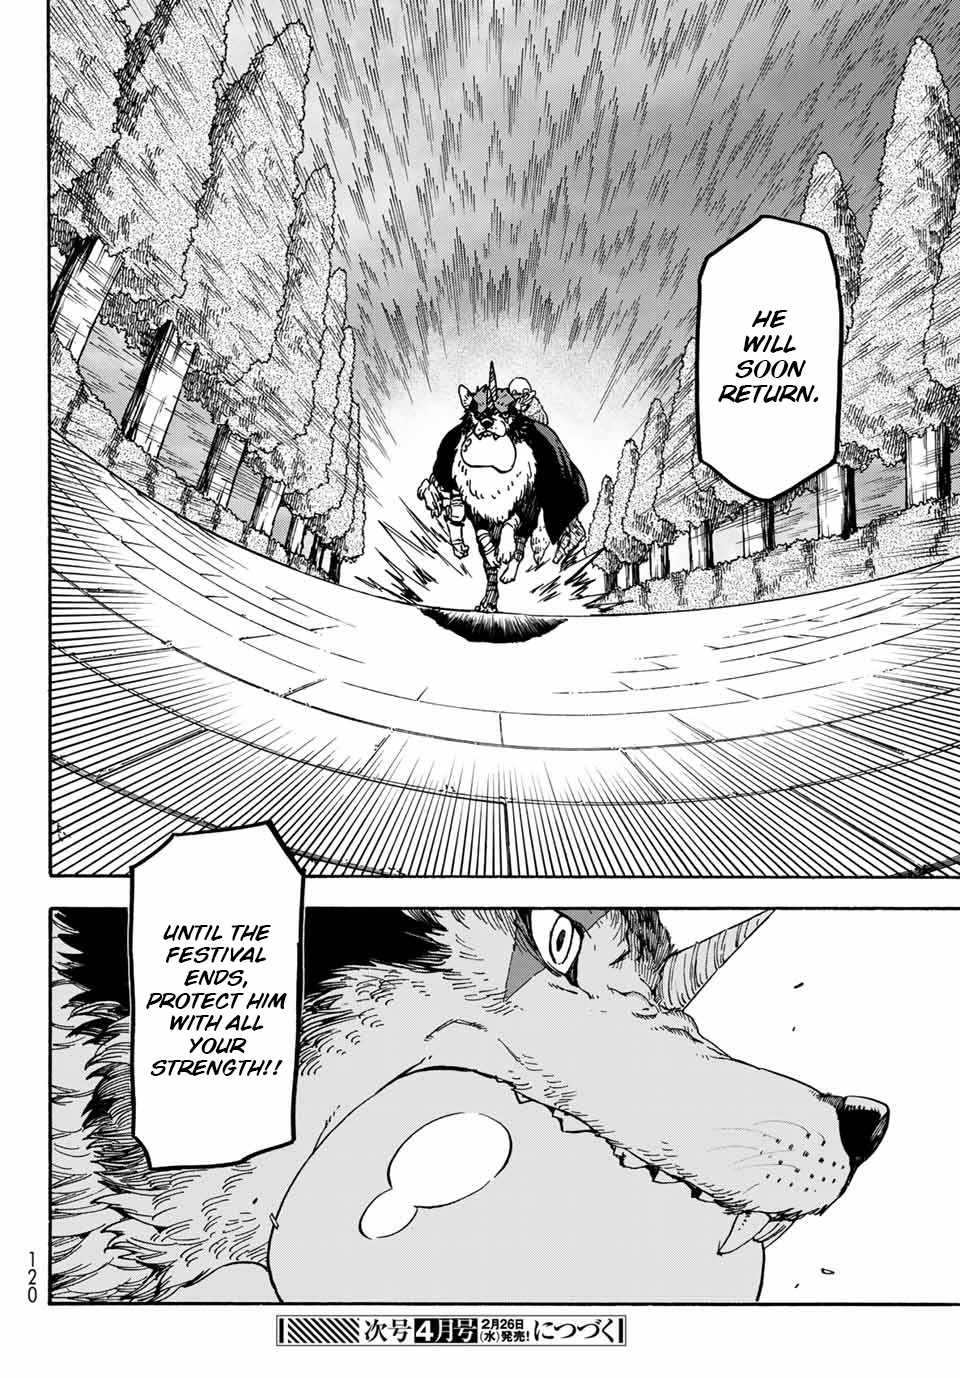 HE
WILL
SOON
RETURN.
UNTIL THE
FESTIVAL
ENDS,
PROTECT HIM
WITH ALL
YOUR
STRENGTH!!
120
次号4月号 2月26日(水)発売! につづく